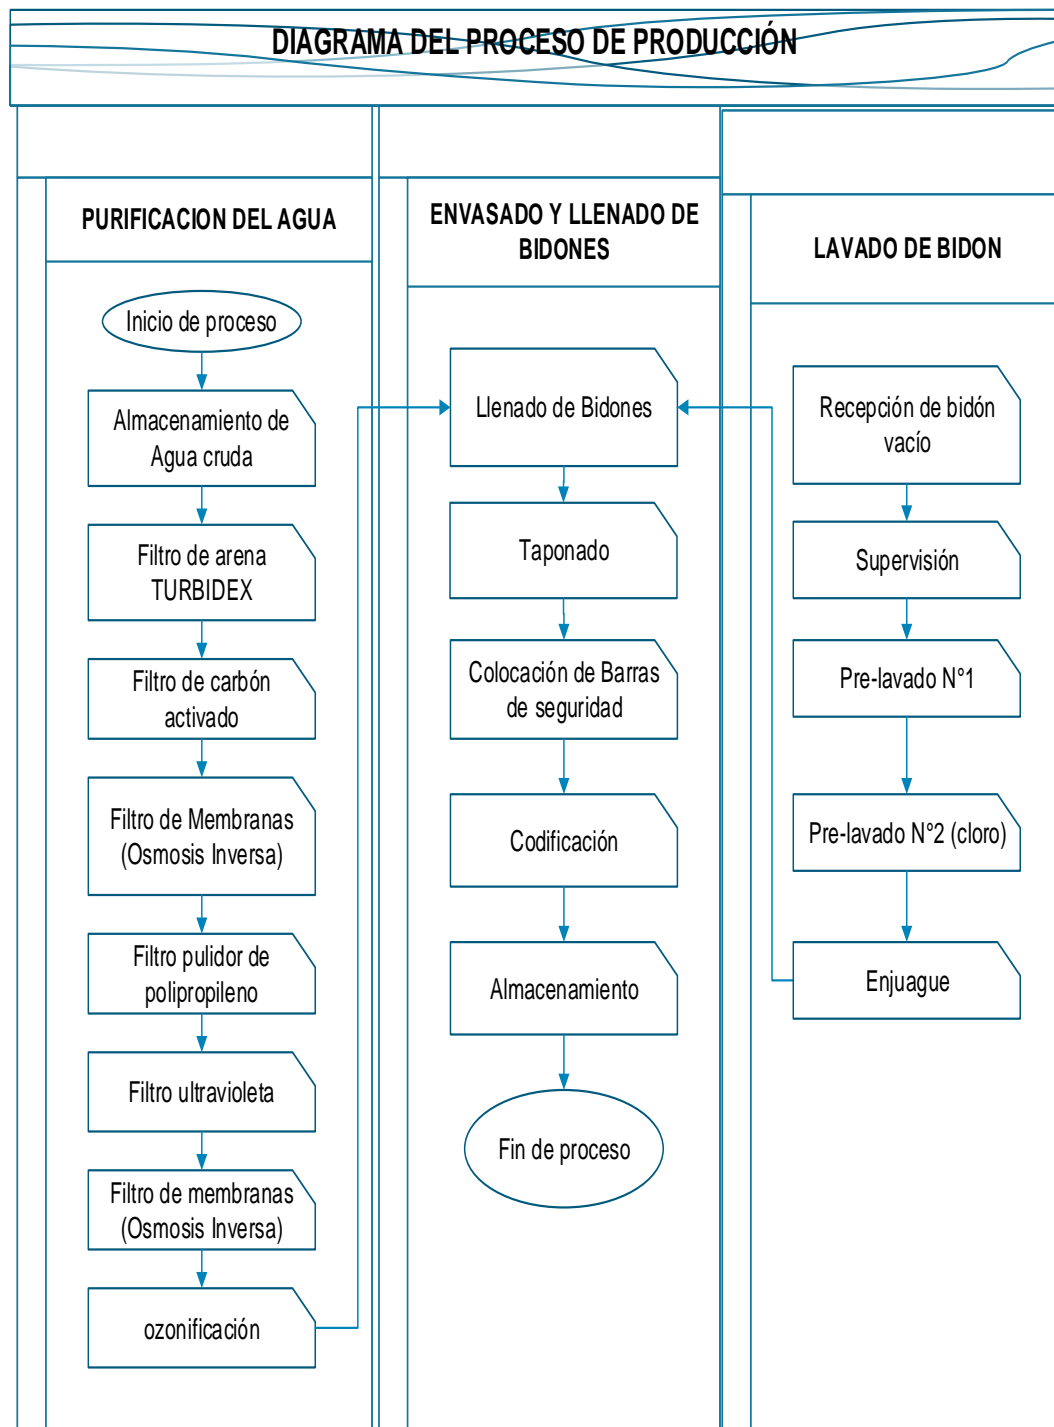 DIAGRAMA DEL PROCESO DE PRODUCCIÓN
PURIFICACION DEL AGUA
Inicio de proceso
Almacenamiento de
Agua cruda
Filtro de arena
TURBIDEX
Filtro de carbón
activado
Filtro de Membranas
(Osmosis Inversa)
Filtro pulidor de
polipropileno
Filtro ultravioleta
Filtro de membranas
(Osmosis Inversa)
ozonificación
ENVASADO Y LLENADO DE
BIDONES
Llenado de Bidones
Taponado
Colocación de Barras
de seguridad
Codificación
Almacenamiento
Fin de proceso
LAVADO DE BIDON
Recepción de bidón
vacío
Supervisión
Pre-lavado N°1
Pre-lavado N°2 (cloro)
Enjuague